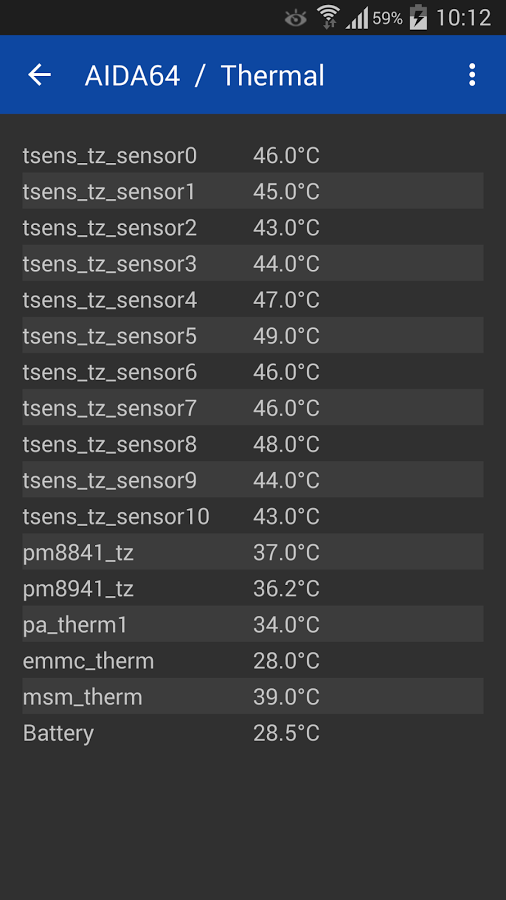 59% 10:12
AIDA64 / Thermal
tsens_tz_sensor0 46.0°C
tsens_tz_sensor1 45.0°C
tsens_tz_sensor2 43.0°C
tsens_tz_sensor3 44.0°C
tsens_tz_sensor4 47.0°C
tsens_tz_sensor5 49.0°C
tsens_tz_sensor6 46.0°C
tsens_tz_sensor7 46.0°C
tsens_tz_sensor8 48.0°C
tsens_tz_sensor9 44.0°C
tsens_tz_sensor10 43.0°C
pm8841_tz 37.0°C
pm8941_tz 36.2°C
pa_therm1 34.0°C
emmc_therm 28.0°C
msm_therm 39.0°C
Battery 28.5°C